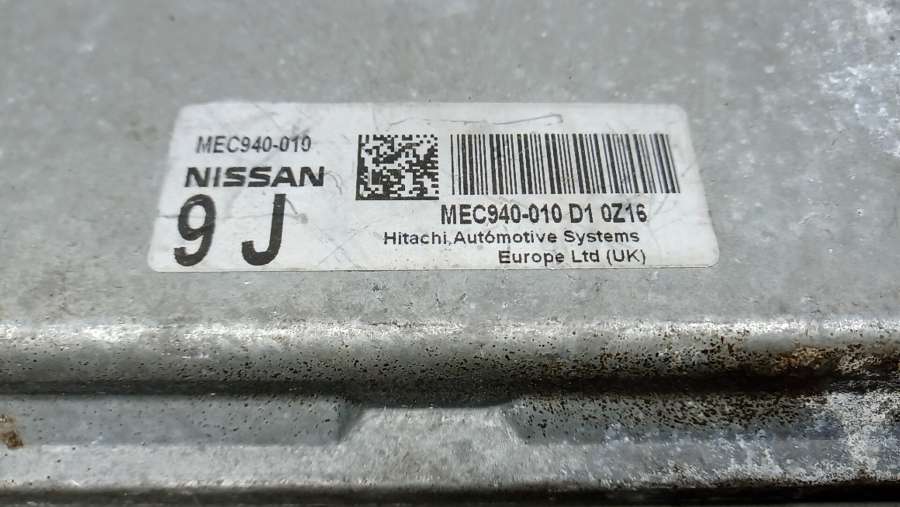 MEC940-010
NISSAN
9 J
MEC940-010 D1 0Z16
Hitachi Automotive Systems
Europe Ltd (UK)